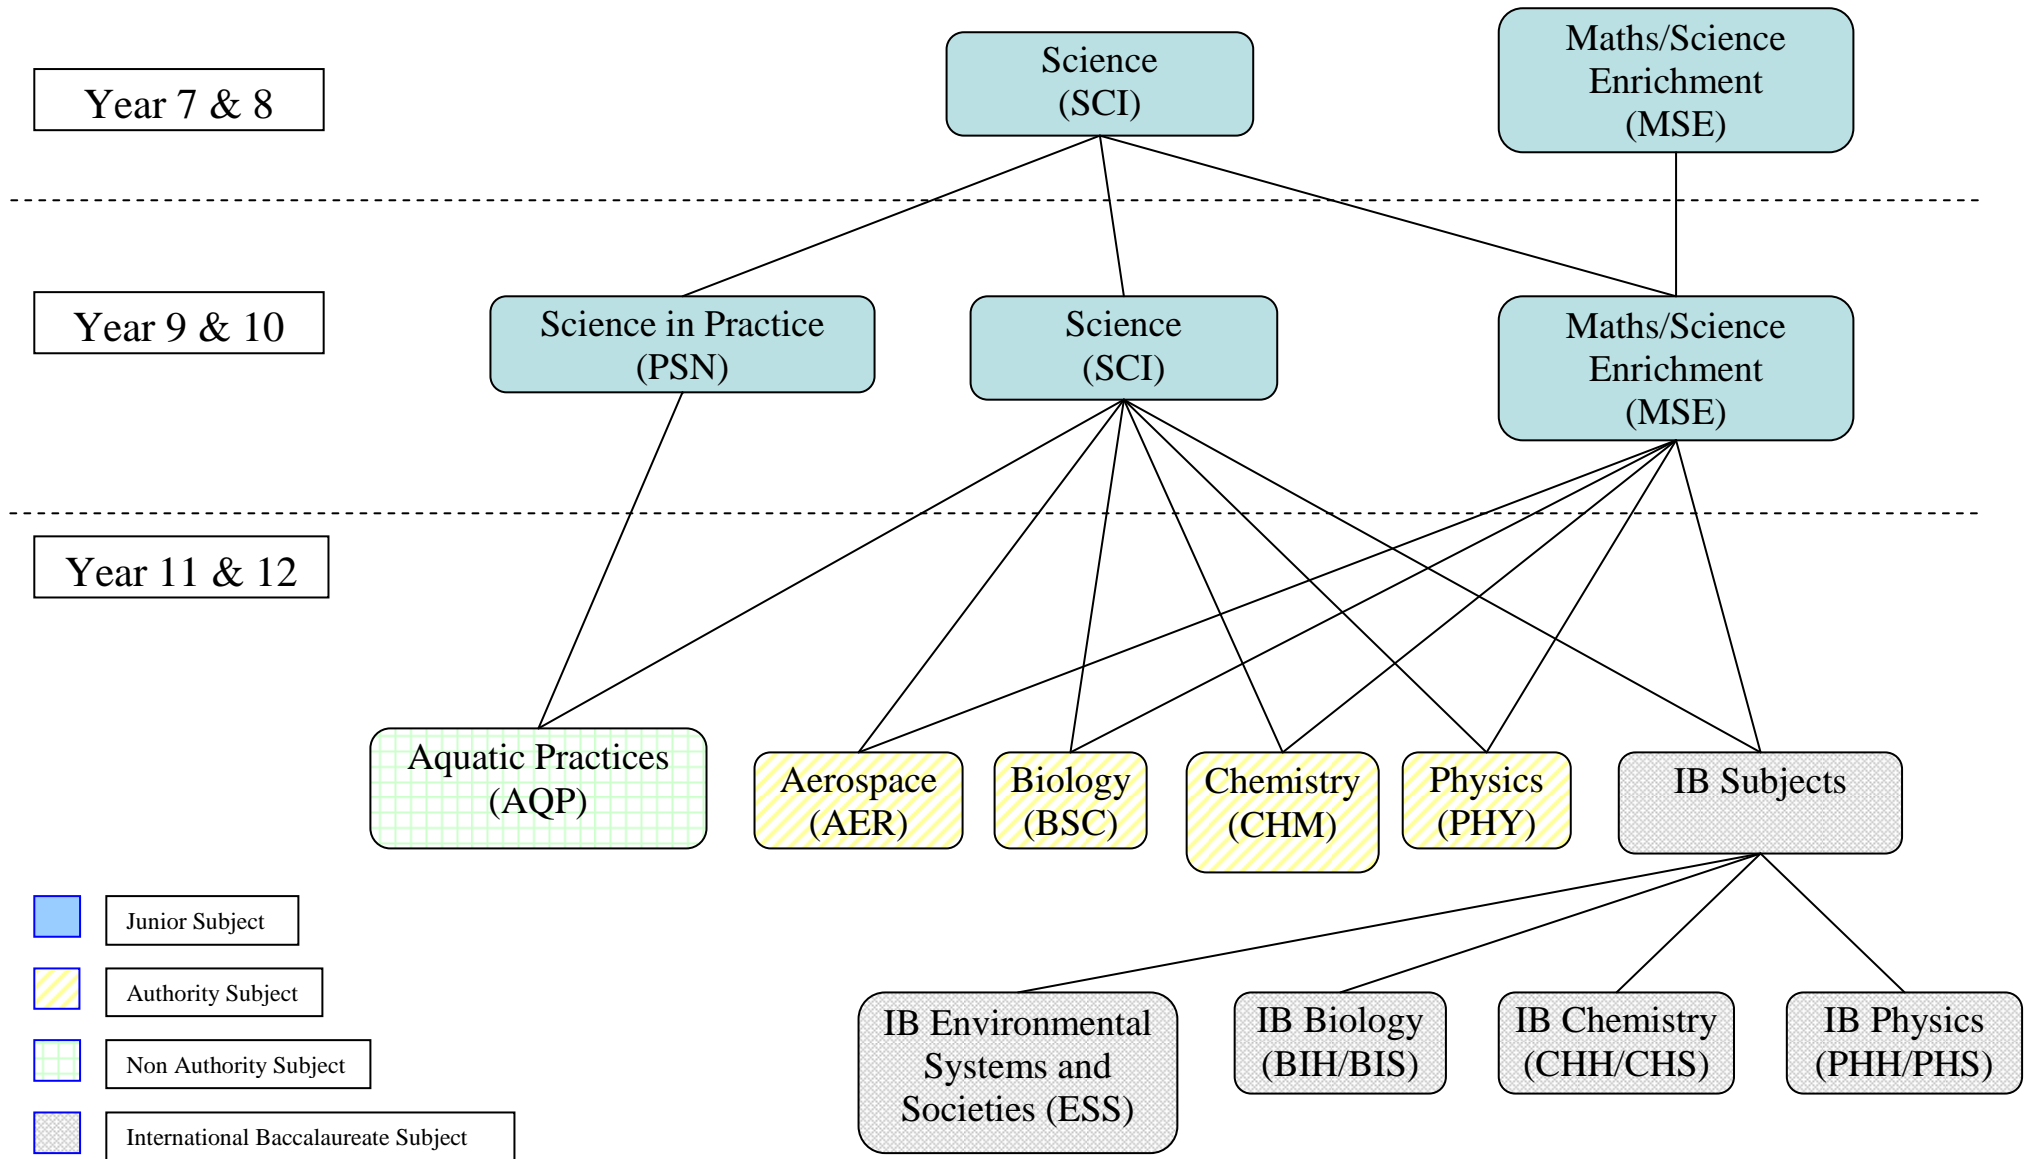 Year 7 & 8
Science
(SCI)
Maths/Science
Enrichment
(MSE)
Year 9 & 10
Science in Practice
(PSN)
Science
(SCI)
Maths/Science
Enrichment
(MSE)
Year 11 & 12
Aquatic Practices
(AQP)
Aerospace
(AER)
Biology
(BSC)
Chemistry
(CHM)
Physics
(PHY)
IB Subjects
IB Environmental
Systems and
Societies (ESS)
IB Biology
(BIH/BIS)
IB Chemistry
(CHH/CHS)
IB Physics
(PHH/PHS)
Junior Subject
Authority Subject
Non Authority Subject
International Baccalaureate Subject